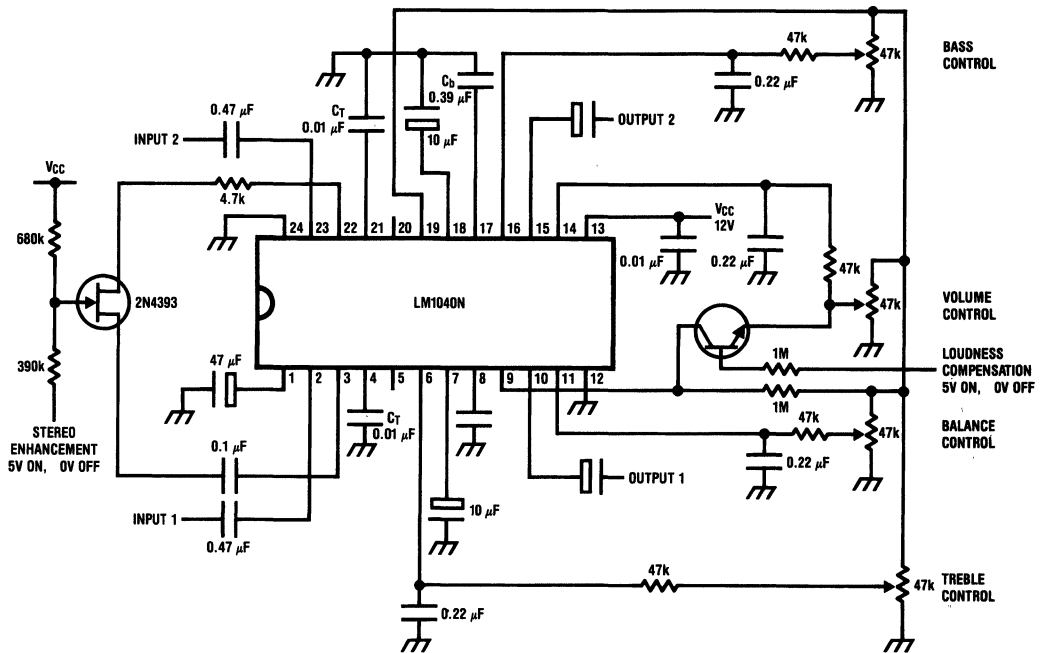 47k
47k
BASS
CONTROL
0.22 μF
Cb
0.39 μF
CT
0.01 μF
10 μF
0.47 μF
INPUT 2
OUTPUT 2
VCC
4.7k
680k
24 23 22 21 20 19 18 17 16 15 14 13
VCC
12V
0.01 μF
0.22 μF
47k
47k
VOLUME
CONTROL
2N4393
LM1040N
390k
47 μF
1 2 3 4 5 6 7 8 9 10 11 12
1M
LOUDNESS
COMPENSATION
5V ON, 0V OFF
1M
CT
0.01 μF
47k
47k
BALANCE
CONTROL
0.22 μF
STEREO
ENHANCEMENT
5V ON, 0V OFF
0.1 μF
OUTPUT 1
INPUT 1
0.47 μF
10 μF
47k
47k
TREBLE
CONTROL
0.22 μF